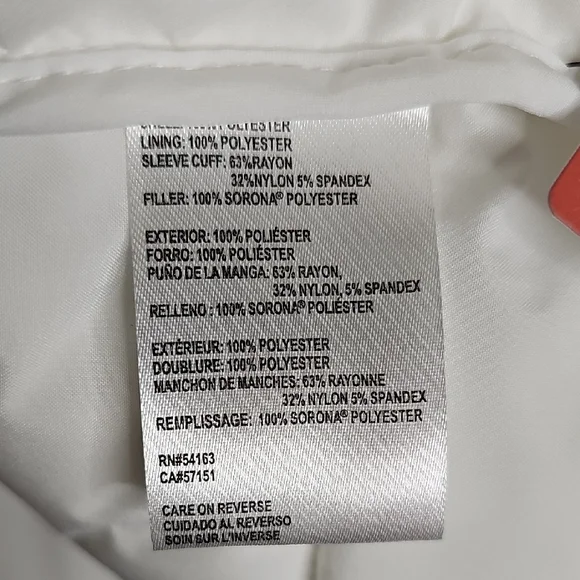 SHELL: 100% POLYESTER
LINING: 100% POLYESTER
SLEEVE CUFF: 63%RAYON
32%NYLON 5% SPANDEX
FILLER: 100% SORONA® POLYESTER
EXTERIOR: 100% POLIÉSTER
FORRO: 100% POLIÉSTER
PUÑO DE LA MANGA: 63% RAYON,
32% NYLON, 5% SPANDEX
RELLENO: 100% SORONA® POLIÉSTER
EXTÉRIEUR: 100% POLYESTER
DOUBLURE: 100% POLYESTER
MANCHON DE MANCHES: 63% RAYONNE
32% NYLON 5% SPANDEX
REMPLISSAGE: 100% SORONA® POLYESTER
RN#54163
CA#57151
CARE ON REVERSE
CUIDADO AL REVERSO
SOIN SUR L'INVERSE